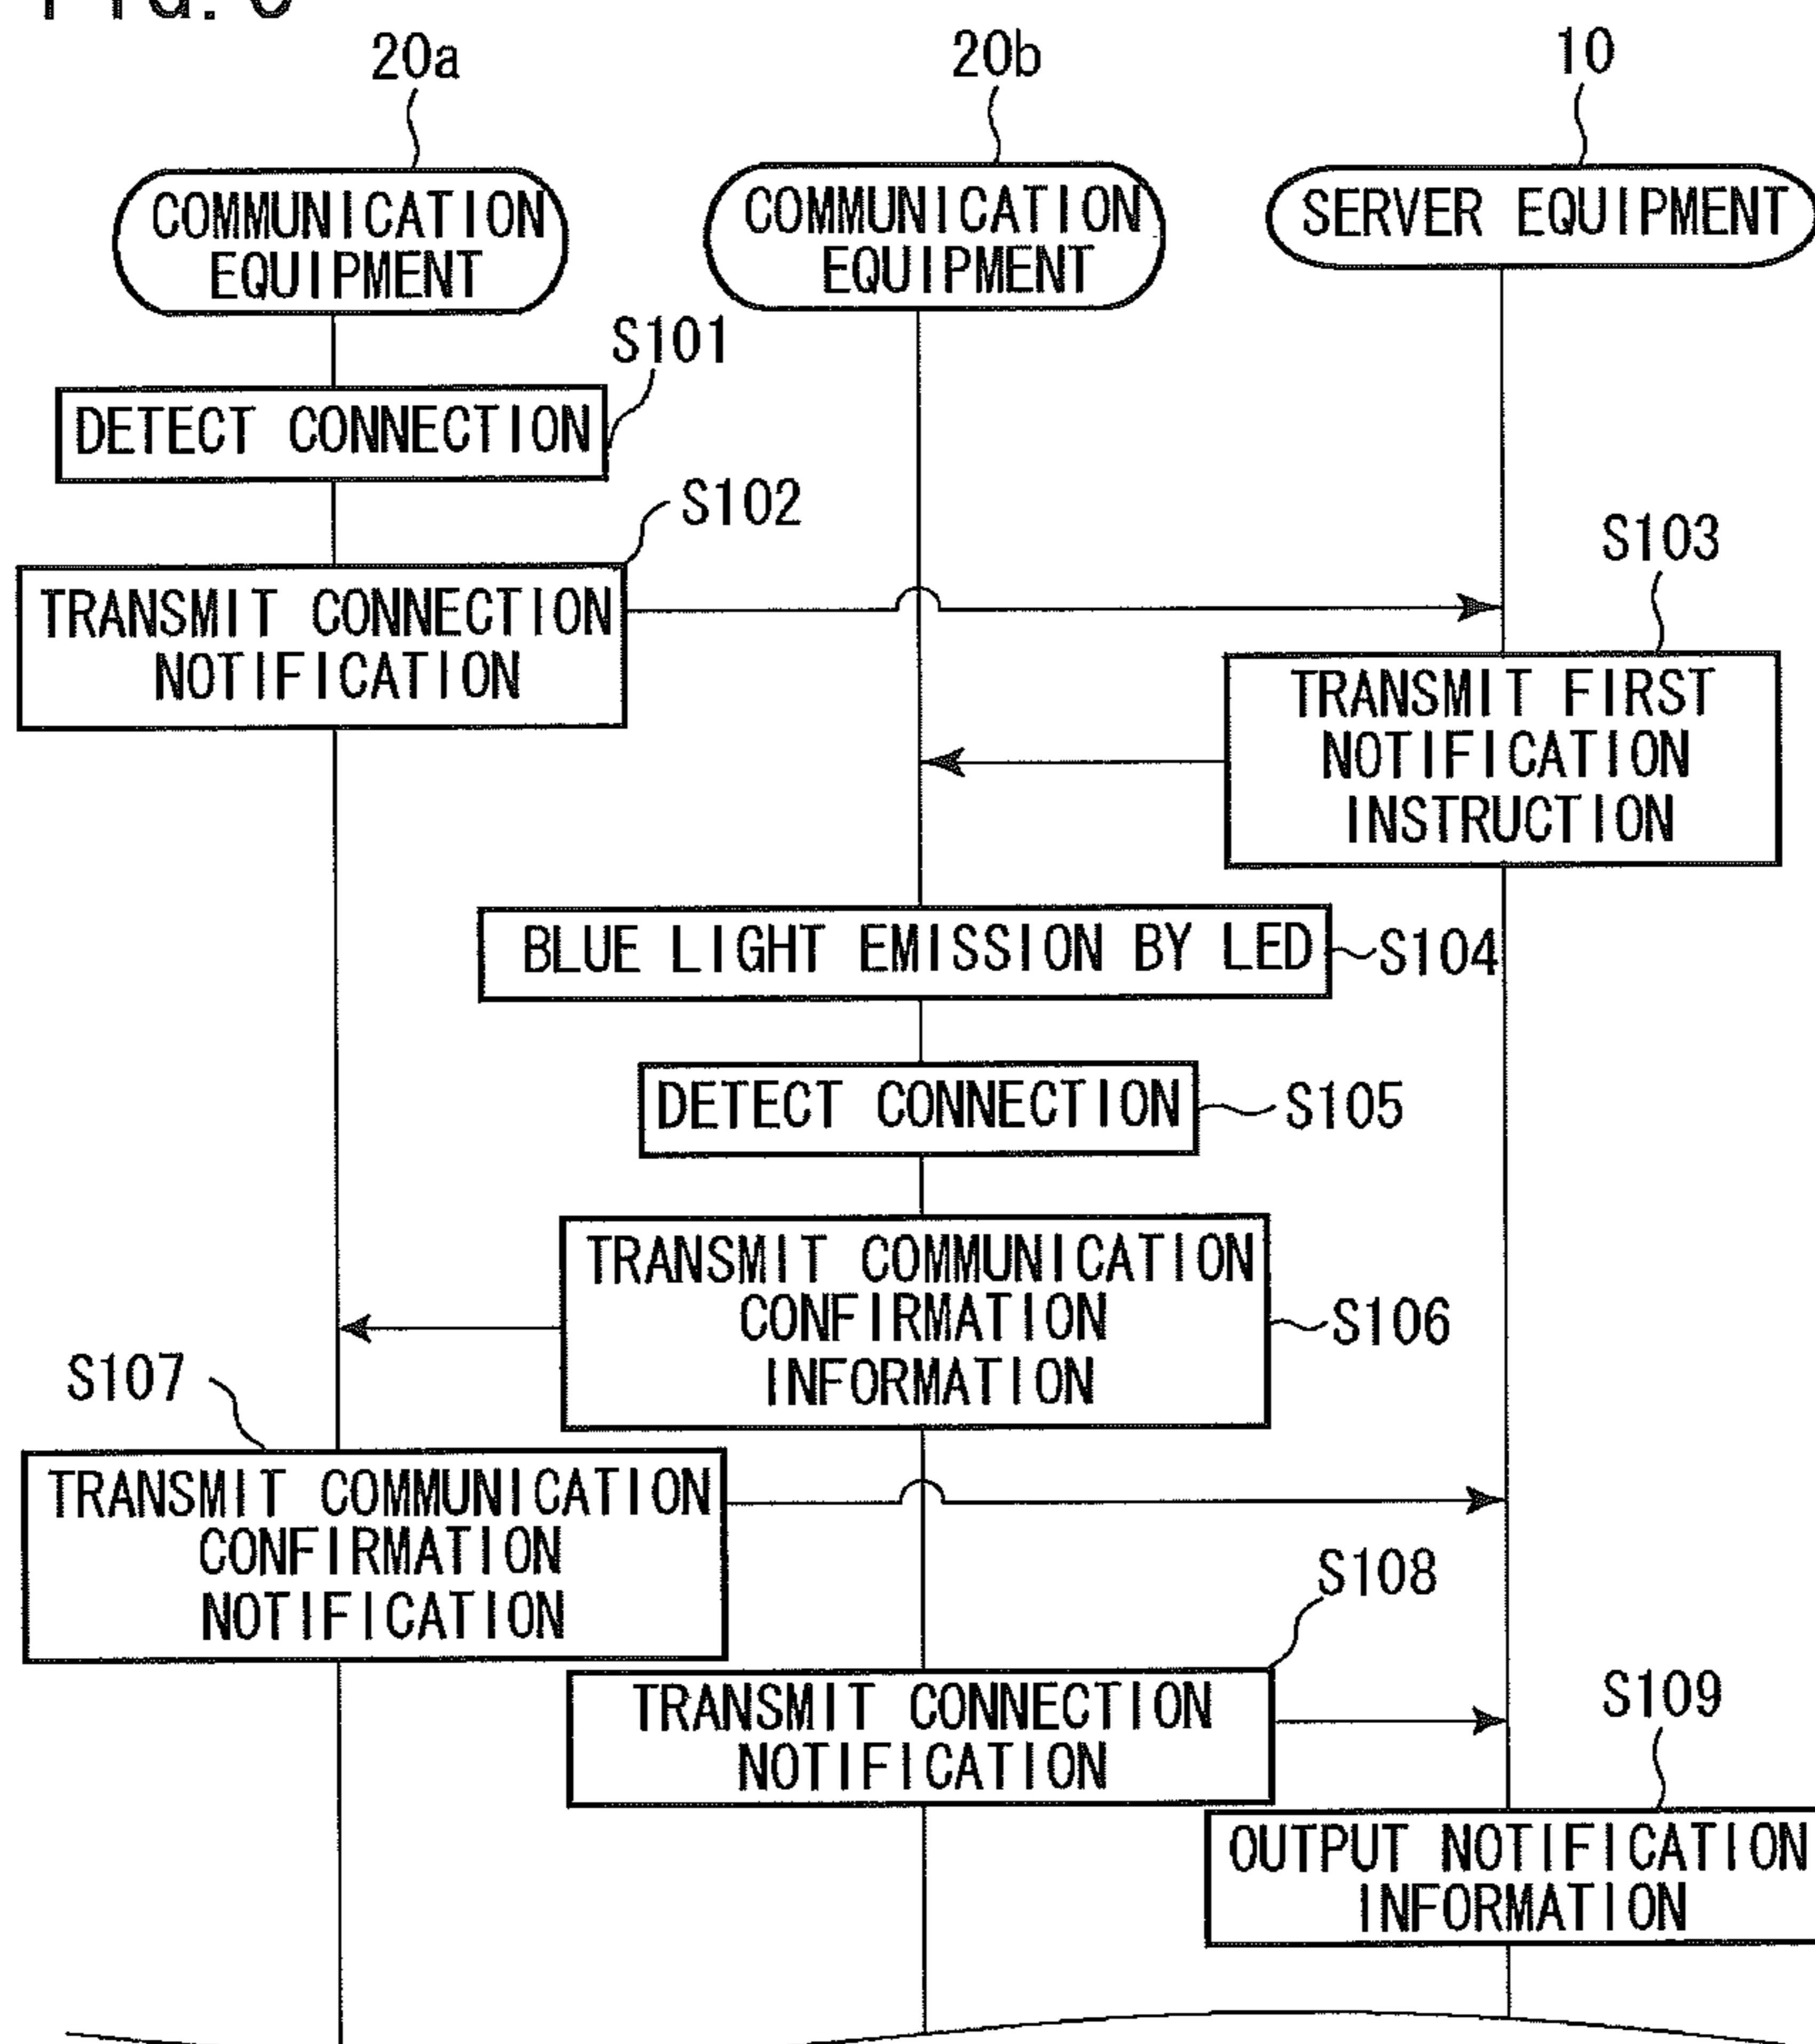 20a
20b
10
COMMUNICATION
EQUIPMENT
COMMUNICATION
EQUIPMENT
SERVER EQUIPMENT
S101
DETECT CONNECTION
S102
TRANSMIT CONNECTION
NOTIFICATION
S103
TRANSMIT FIRST
NOTIFICATION
INSTRUCTION
BLUE LIGHT EMISSION BY LED
S104
DETECT CONNECTION
S105
TRANSMIT COMMUNICATION
CONFIRMATION
INFORMATION
S106
S107
TRANSMIT COMMUNICATION
CONFIRMATION
NOTIFICATION
S108
TRANSMIT CONNECTION
NOTIFICATION
S109
OUTPUT NOTIFICATION
INFORMATION